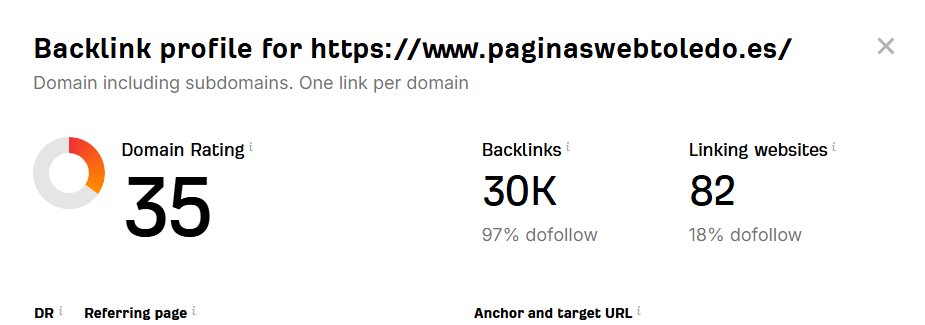 Backlink profile for https://www.paginaswebtoledo.es/
Domain including subdomains. One link per domain
Domain Rating i
Backlinks i
Linking websites i
35
30K
82
97% dofollow
18% dofollow
DR i Referring page i Anchor and target URL i